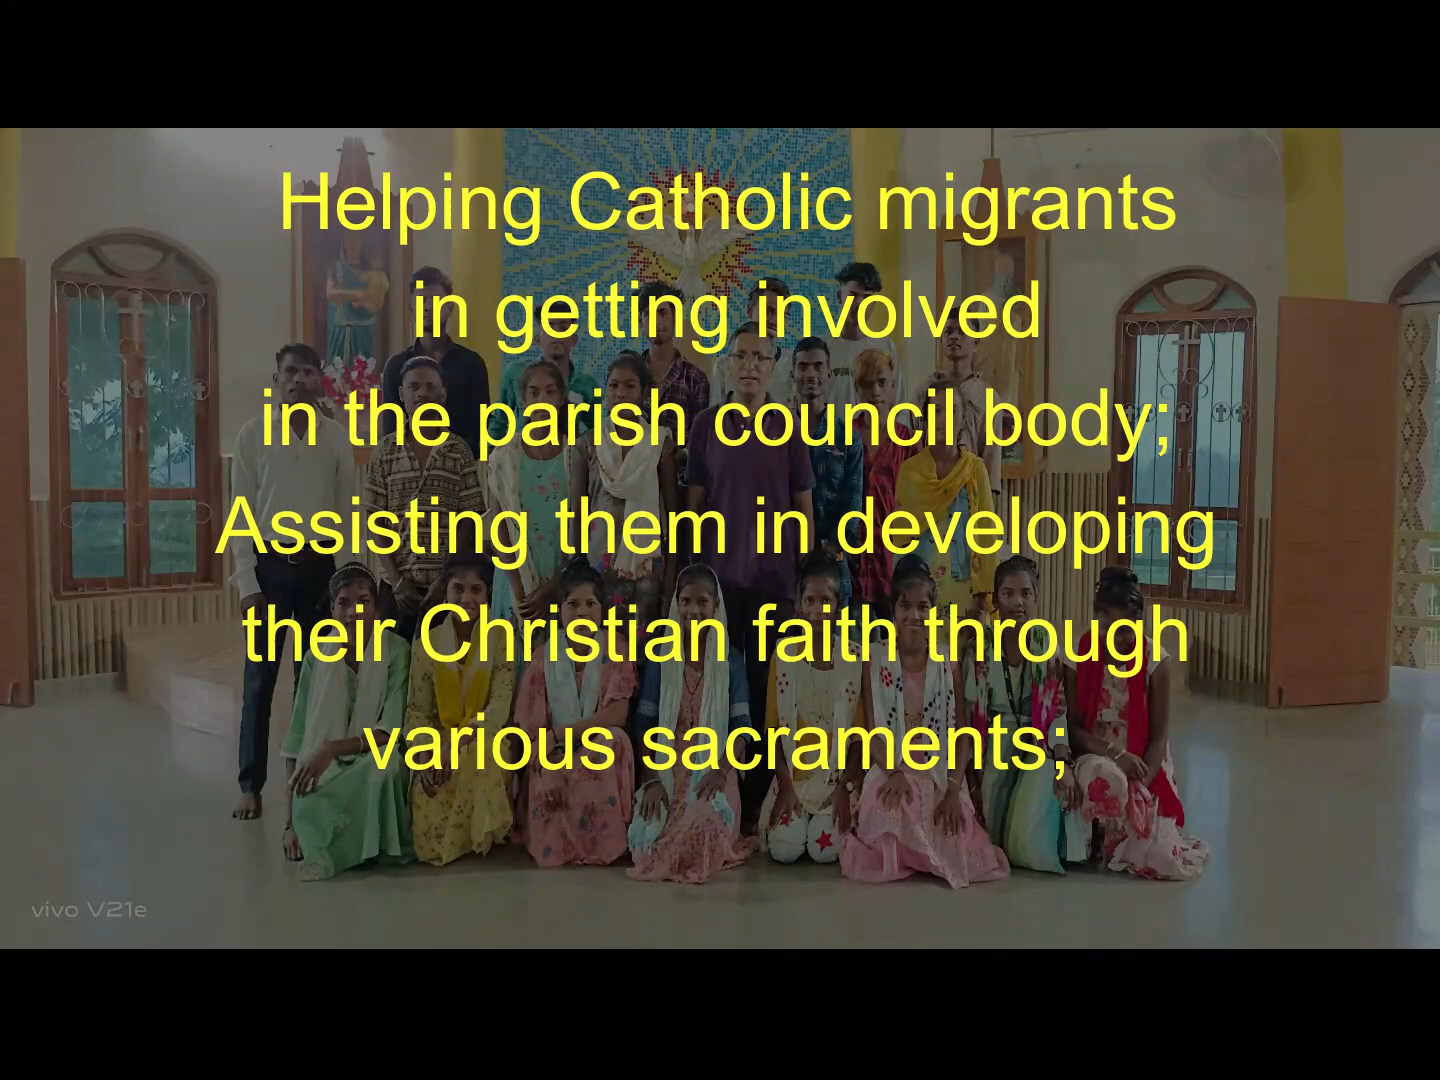 Helping Catholic migrants
in getting involved
in the parish council body;
Assisting them in developing
their Christian faith through
various sacraments;
vivo V21e